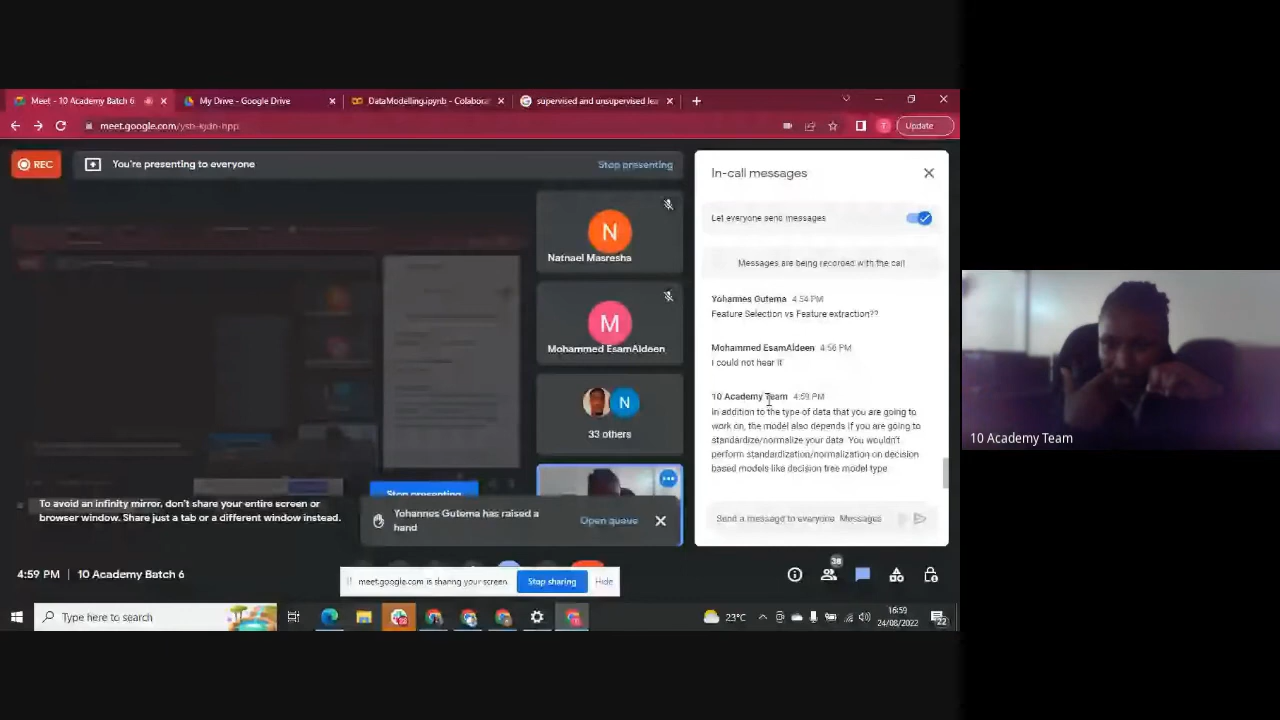 Meet - 10 Academy Batch 6
My Drive - Google Drive
DataModelling.ipynb - Colabora
supervised and unsupervised lea
Update
REC
You're presenting to everyone
Stop presenting
N
Natnael Masresha
M
Mohammed EsamAldeen
N
33 others
Stop presenting
To avoid an infinity mirror, don't share your entire screen or
browser window. Share just a tab or a different window instead.
Yohannes Gutema has raised a
hand
Open queue
In-call messages
Let everyone send messages
Messages are being recorded with the call
Yohannes Gutema 4:54 PM
Feature Selection vs Feature extraction??
Mohammed EsamAldeen 4:56 PM
I could not hear it
10 Academy Team 4:59 PM
In addition to the type of data that you are going to
work on, the model also depends if you are going to
standardize/normalize your data. You wouldn't
perform standardization/normalization on decision
based models like decision tree model type
Send a message to everyone. Messages
4:59 PM | 10 Academy Batch 6
meet.google.com is sharing your screen.
Stop sharing
Hide
Type here to search
23°C
16:59
24/08/2022
22
10 Academy Team